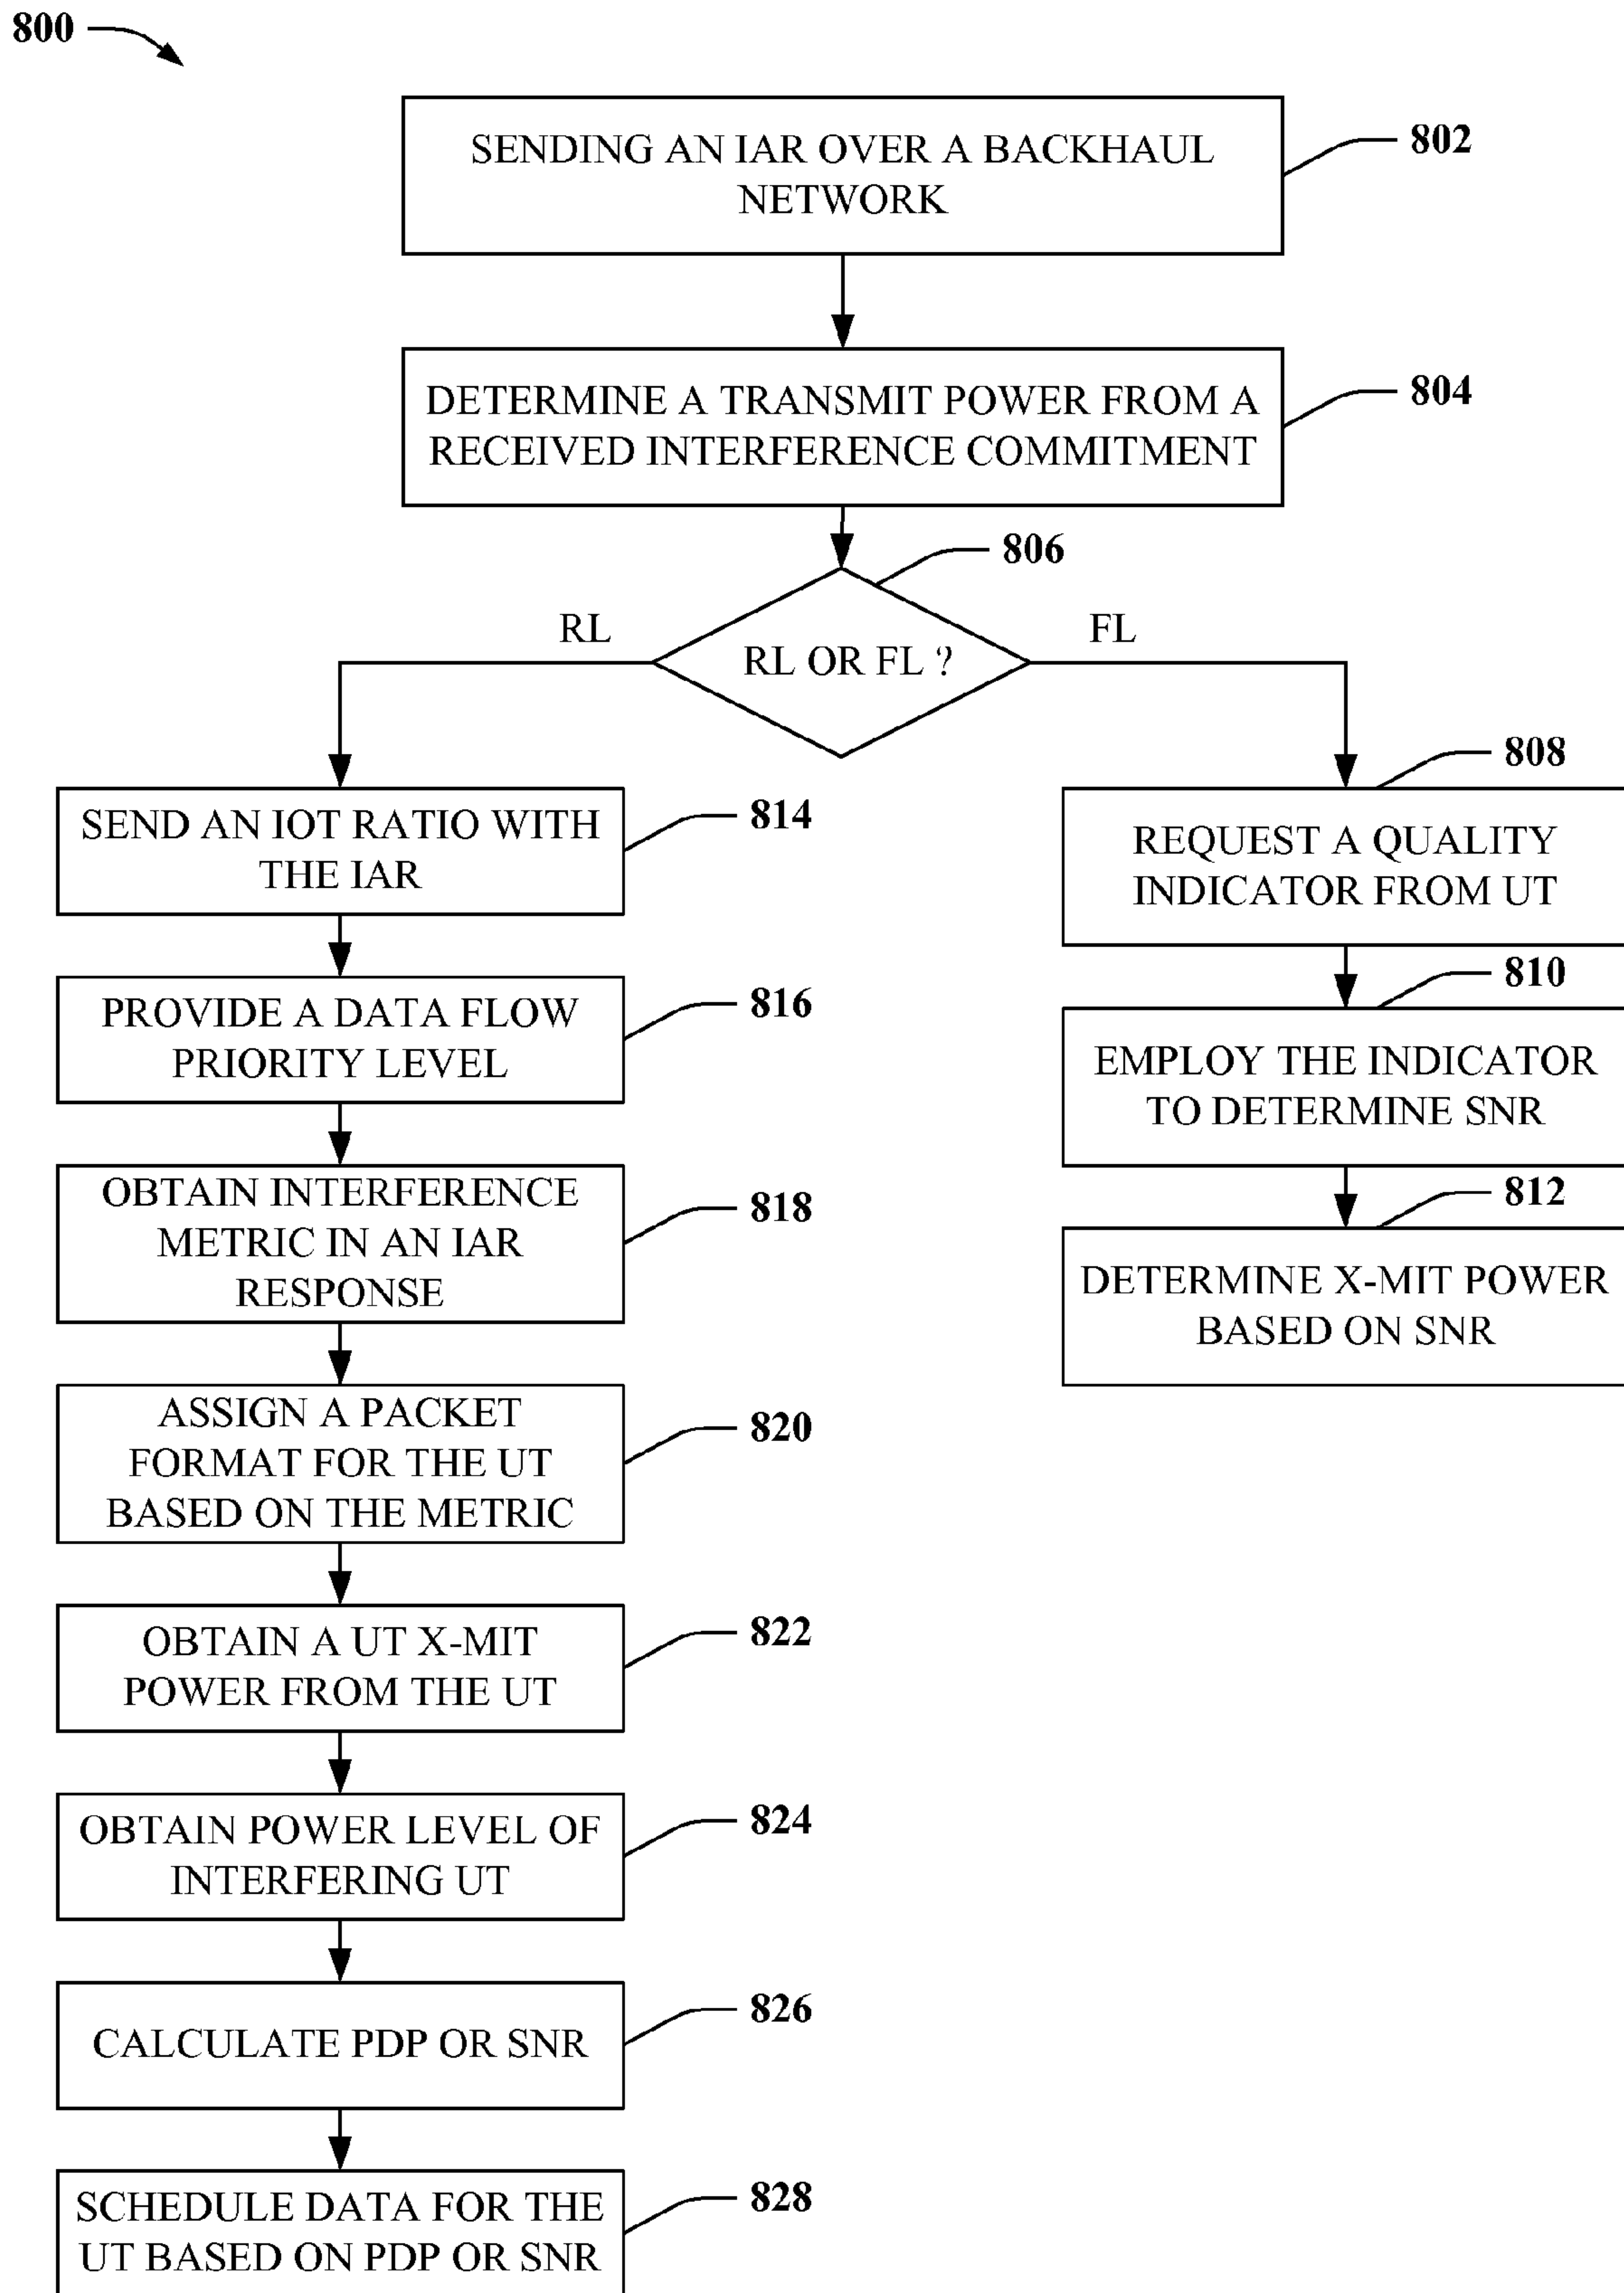 800
SENDING AN IAR OVER A BACKHAUL
NETWORK
802
DETERMINE A TRANSMIT POWER FROM A
RECEIVED INTERFERENCE COMMITMENT
804
806
RL OR FL ?
RL
FL
SEND AN IOT RATIO WITH
THE IAR
814
PROVIDE A DATA FLOW
PRIORITY LEVEL
816
OBTAIN INTERFERENCE
METRIC IN AN IAR
RESPONSE
818
ASSIGN A PACKET
FORMAT FOR THE UT
BASED ON THE METRIC
820
OBTAIN A UT X-MIT
POWER FROM THE UT
822
OBTAIN POWER LEVEL OF
INTERFERING UT
824
CALCULATE PDP OR SNR
826
SCHEDULE DATA FOR THE
UT BASED ON PDP OR SNR
828
808
REQUEST A QUALITY
INDICATOR FROM UT
810
EMPLOY THE INDICATOR
TO DETERMINE SNR
812
DETERMINE X-MIT POWER
BASED ON SNR